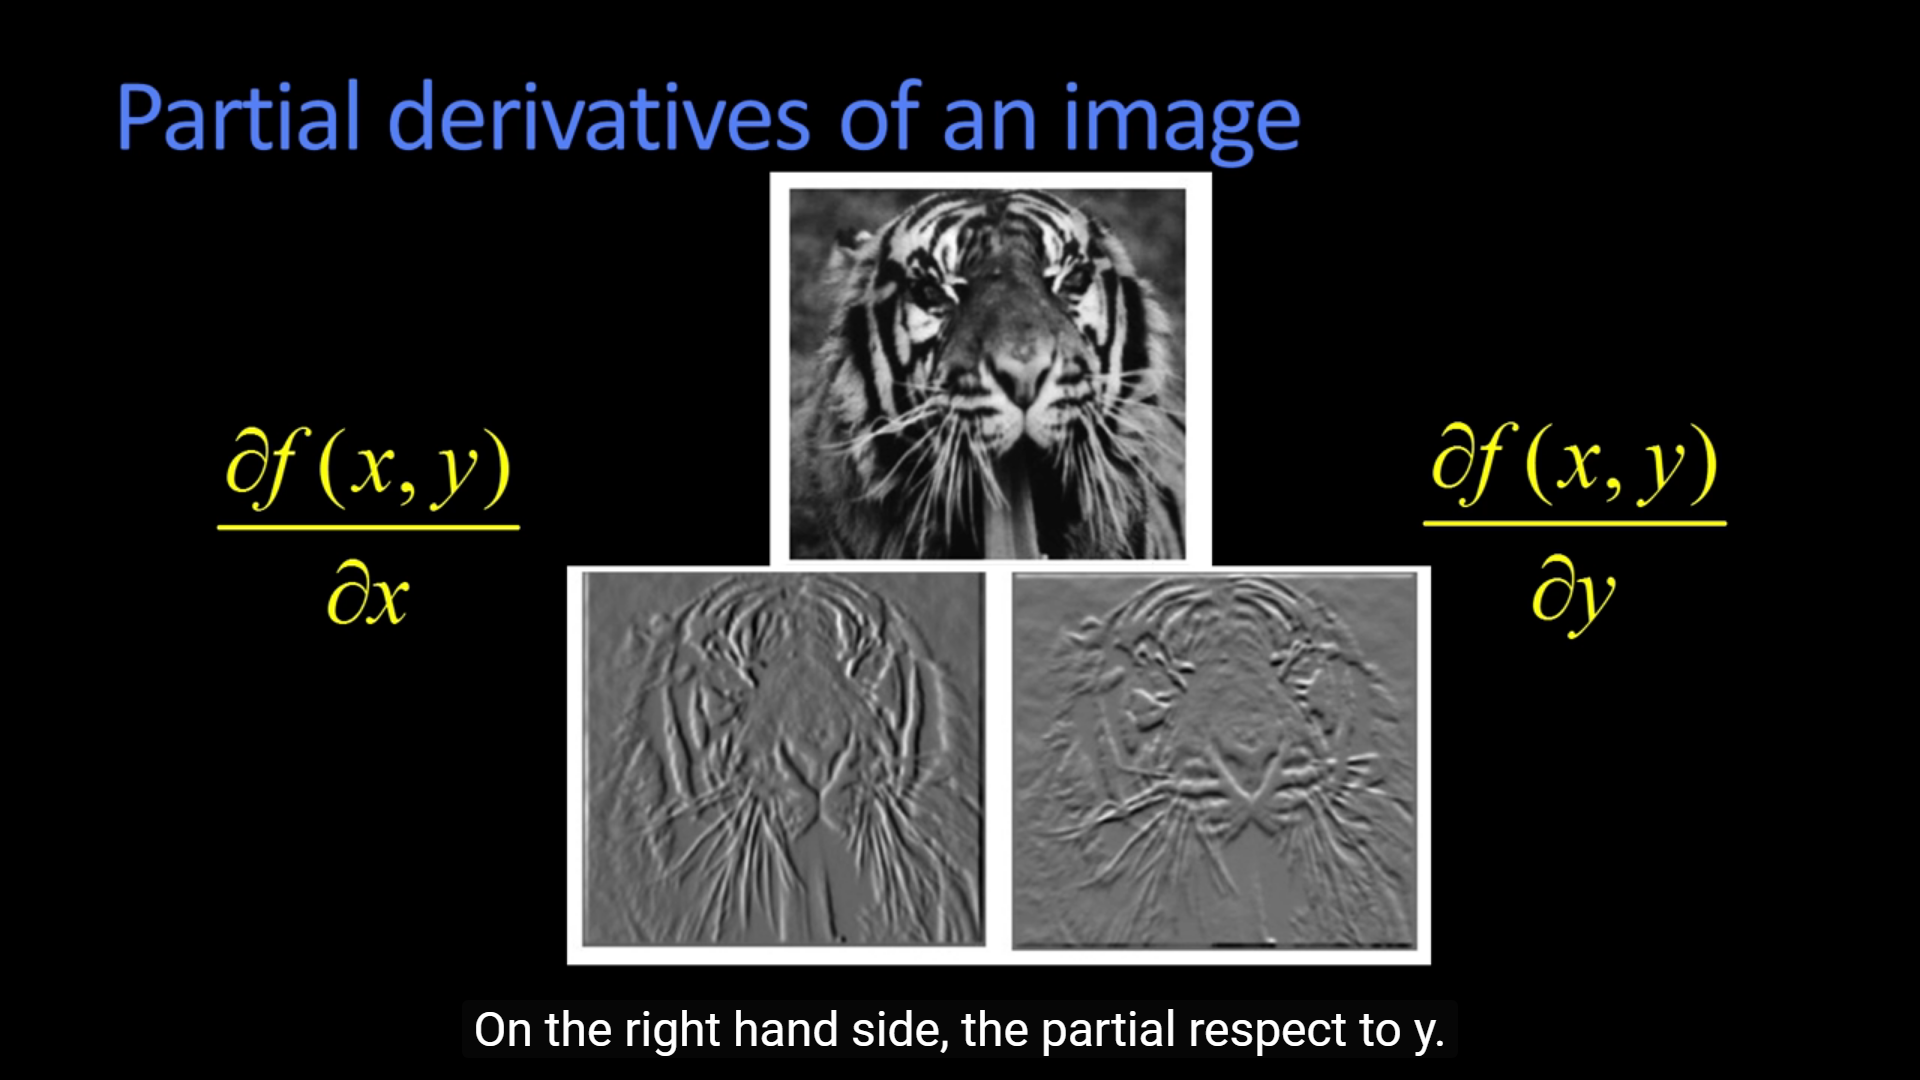 Partial derivatives of an image
∂f(x, y)
∂x
∂f(x, y)
∂y
On the right hand side, the partial respect to y.